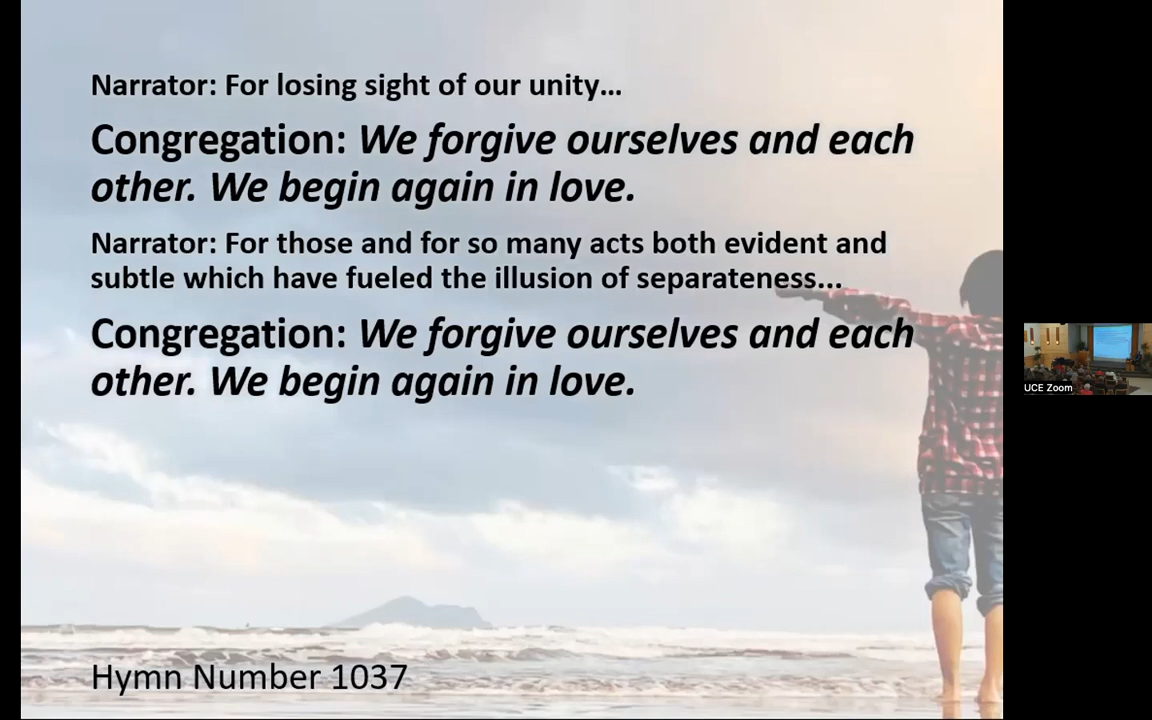 Narrator: For losing sight of our unity...
Congregation: We forgive ourselves and each
other. We begin again in love.
Narrator: For those and for so many acts both evident and
subtle which have fueled the illusion of separateness...
Congregation: We forgive ourselves and each
other. We begin again in love.
Hymn Number 1037
UCE Zoom